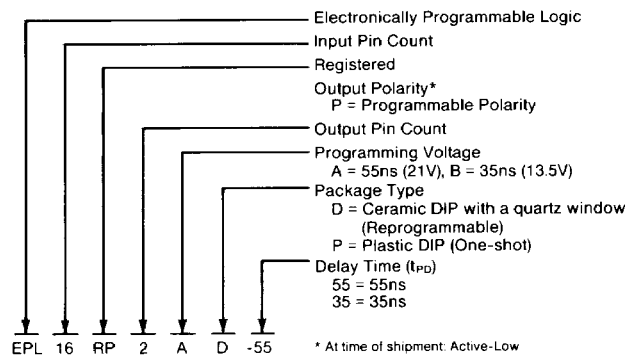 Electronically Programmable Logic
Input Pin Count
Registered
Output Polarity*
P = Programmable Polarity
Output Pin Count
Programming Voltage
A = 55ns (21V), B = 35ns (13.5V)
Package Type
D = Ceramic DIP with a quartz window
(Reprogrammable)
P = Plastic DIP (One-shot)
Delay Time (tPD)
55 = 55ns
35 = 35ns
EPL 16 RP 2 A D -55 * At time of shipment: Active-Low